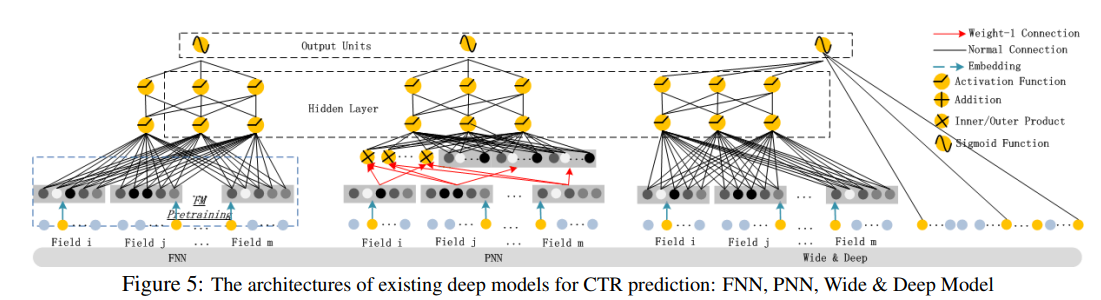 Output Units
Hidden Layer
Weight-1 Connection
Normal Connection
Embedding
Activation Function
Addition
Inner/Outer Product
Sigmoid Function
FM
Pretraining
...
...
...
Field i Field j ... Field m
Field i Field j ... Field m
Field i Field j ... Field m
FNN PNN Wide & Deep
Figure 5: The architectures of existing deep models for CTR prediction: FNN, PNN, Wide & Deep Model